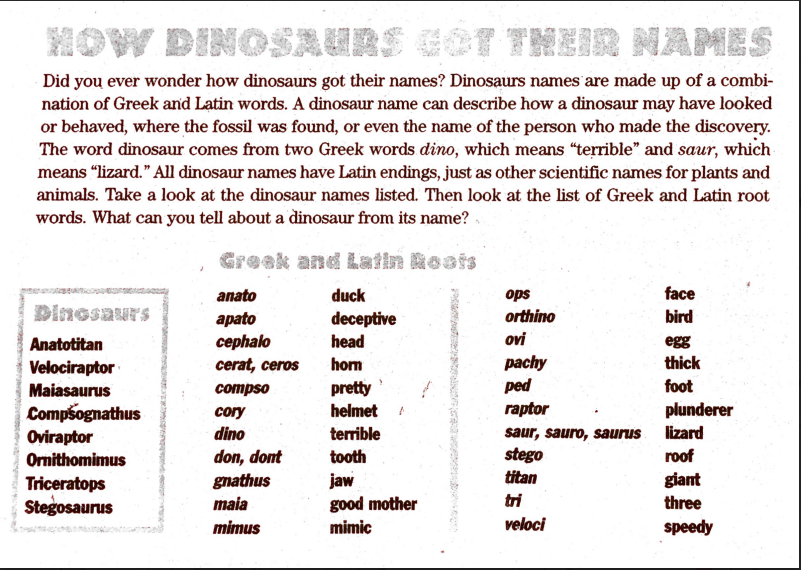 HOW DINOSAURS GOT THEIR NAMES
Did you ever wonder how dinosaurs got their names? Dinosaurs names are made up of a combi-
nation of Greek and Latin words. A dinosaur name can describe how a dinosaur may have looked
or behaved, where the fossil was found, or even the name of the person who made the discovery.
The word dinosaur comes from two Greek words dino, which means “terrible” and saur, which
means “lizard.” All dinosaur names have Latin endings, just as other scientific names for plants and
animals. Take a look at the dinosaur names listed. Then look at the list of Greek and Latin root
words. What can you tell about a dinosaur from its name?
Dinosaurs
Anatotitan
Velociraptor
Maiasaurus
Compsognathus
Oviraptor
Ornithomimus
Triceratops
Stegosaurus
Greek and Latin Roots
anato duck
apato deceptive
cephalo head
cerat, ceros horn
compso pretty
cory helmet
dino terrible
don, dont tooth
gnathus jaw
maia good mother
mimus mimic
ops face
orthino bird
ovi egg
pachy thick
ped foot
raptor plunderer
saur, sauro, saurus lizard
stego roof
titan giant
tri three
veloci speedy